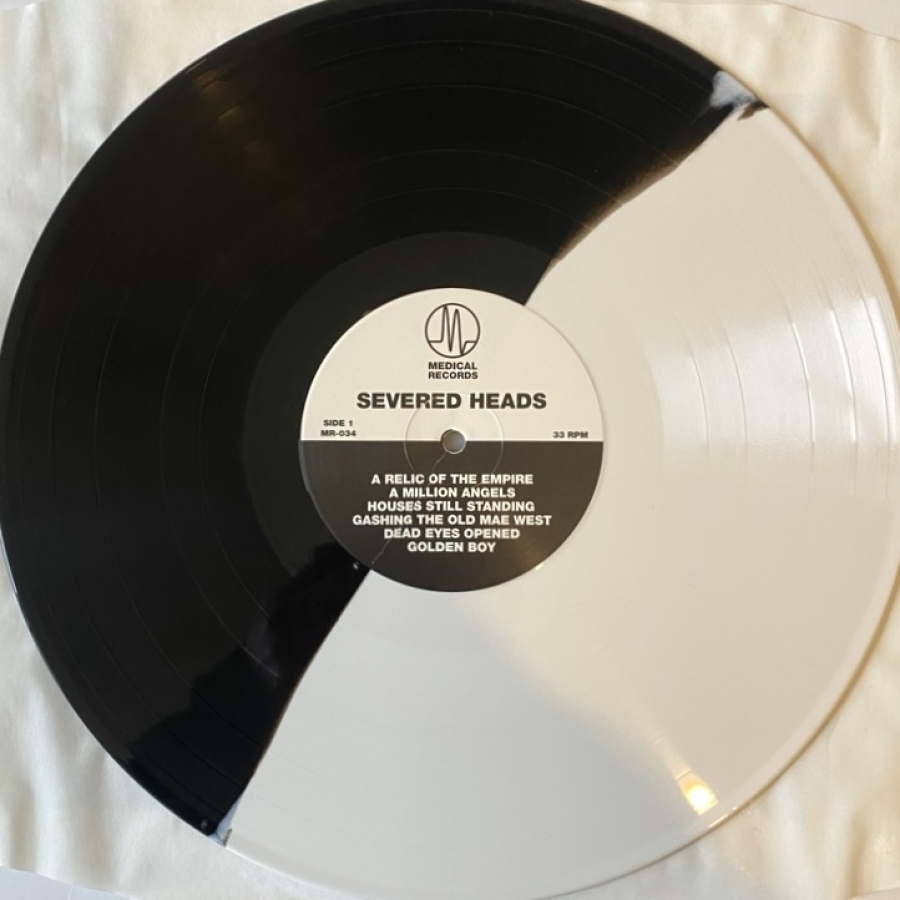 M
MEDICAL
RECORDS
SEVERED HEADS
SIDE 1
MR-034
33 RPM
A RELIC OF THE EMPIRE
A MILLION ANGELS
HOUSES STILL STANDING
GASHING THE OLD MAE WEST
DEAD EYES OPENED
GOLDEN BOY